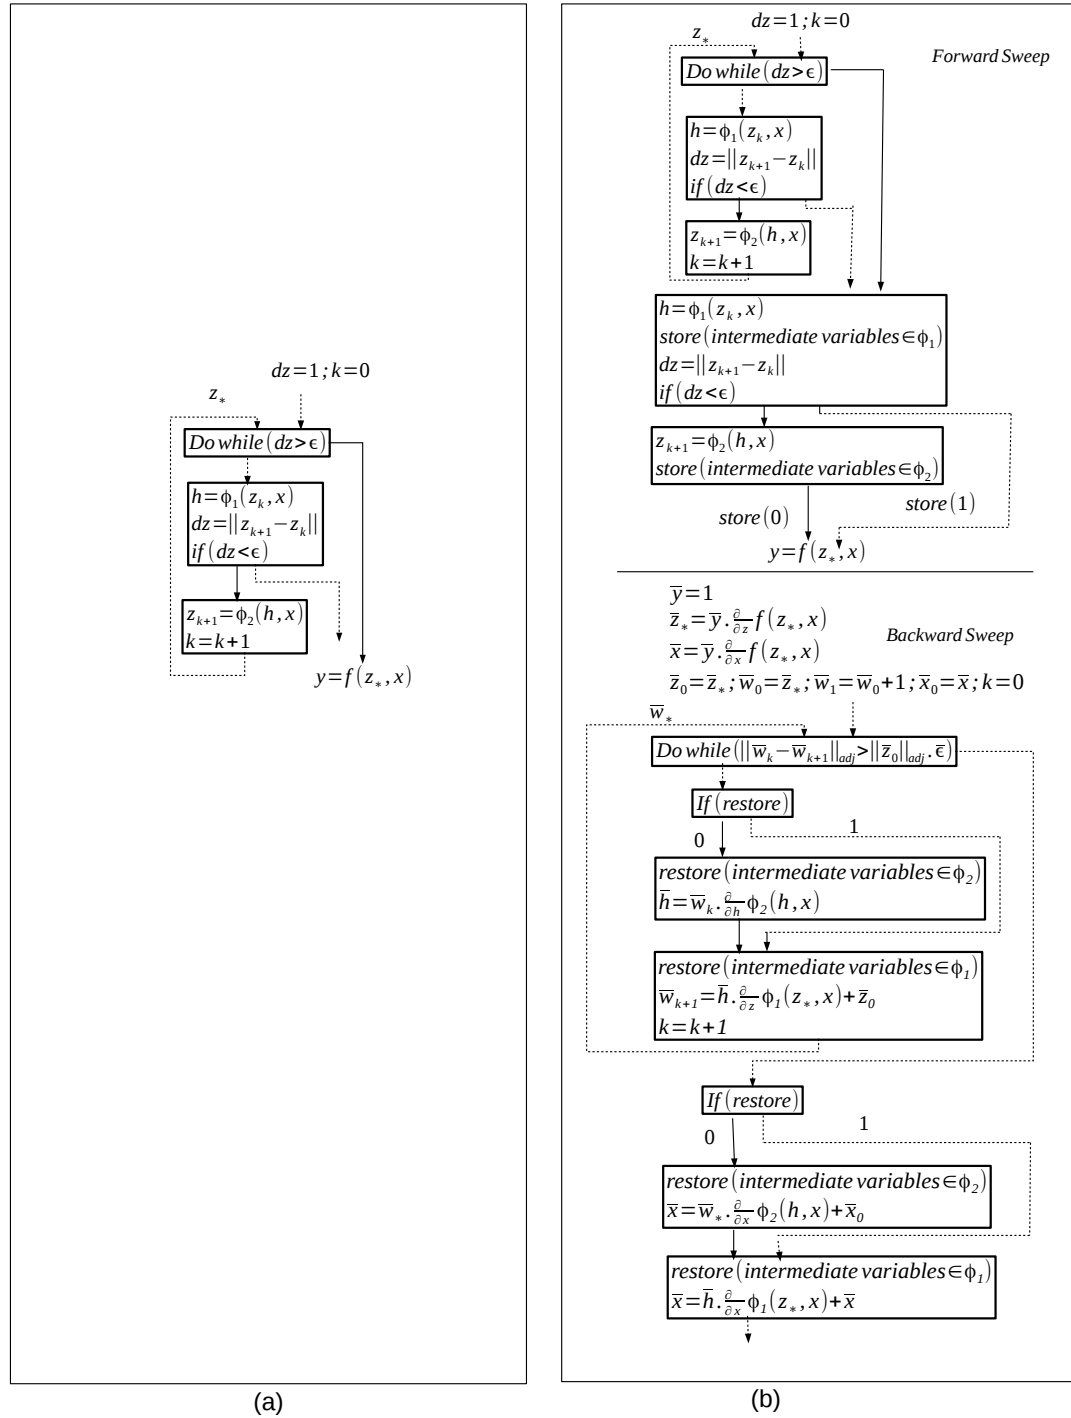 dz=1;k=0
z_*
Do while(dz>ϵ)
h=ϕ_1(z_k,x)
dz=||z_{k+1}−z_k||
if(dz<ϵ)
z_{k+1}=ϕ_2(h,x)
k=k+1
y=f(z_*,x)
(a)
dz=1;k=0
z_*
Forward Sweep
Do while(dz>ϵ)
h=ϕ_1(z_k,x)
dz=||z_{k+1}−z_k||
if(dz<ϵ)
z_{k+1}=ϕ_2(h,x)
k=k+1
h=ϕ_1(z_k,x)
store(intermediate variables∈ϕ_1)
dz=||z_{k+1}−z_k||
if(dz<ϵ)
z_{k+1}=ϕ_2(h,x)
store(intermediate variables∈ϕ_2)
store(0)
store(1)
y=f(z_*,x)
y̅=1
z̅_*=y̅.∂/∂z f(z_*,x)
Backward Sweep
x̅=y̅.∂/∂x f(z_*,x)
z̅_0=z̅_*;w̅_0=z̅_*;w̅_1=w̅_0+1;x̅_0=x̅;k=0
w̅_*
Do while(||w̅_k−w̅_{k+1}||_{adj}>||z̅_0||_{adj}.ϵ̅)
If(restore)
0
1
restore(intermediate variables∈ϕ_2)
h̅=w̅_k.∂/∂h ϕ_2(h,x)
restore(intermediate variables∈ϕ_1)
w̅_{k+1}=h̅.∂/∂z ϕ_1(z_*,x)+z̅_0
k=k+1
If(restore)
0
1
restore(intermediate variables∈ϕ_2)
x̅=w̅_*.∂/∂x ϕ_2(h,x)+x̅_0
restore(intermediate variables∈ϕ_1)
x̅=h̅.∂/∂x ϕ_1(z_*,x)+x̅
(b)